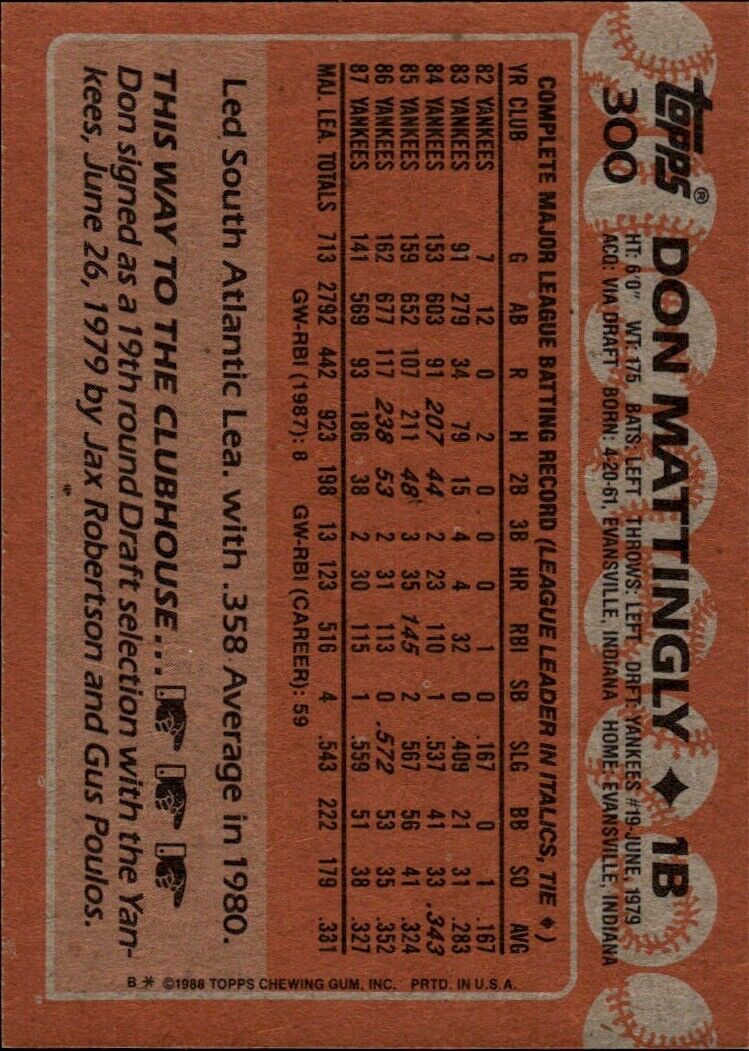 topps®
300
DON MATTINGLY ♦ 1B
HT: 6'0" WT: 175 BATS: LEFT THROWS: LEFT DRFT: YANKEES #19-JUNE, 1979
ACQ: VIA DRAFT BORN: 4-20-61, EVANSVILLE, INDIANA HOME: EVANSVILLE, INDIANA
COMPLETE MAJOR LEAGUE BATTING RECORD (LEAGUE LEADER IN ITALICS, TIE ♦)
YR CLUB G AB R H 2B 3B HR RBI SB SLG BB SO AVG
82 YANKEES 7 12 0 2 0 0 0 1 0 .167 0 1 .167
83 YANKEES 91 279 34 79 15 4 4 32 0 .409 21 31 .283
84 YANKEES 153 603 91 207 44 2 23 110 1 .537 41 33 .343
85 YANKEES 159 652 107 211 48 3 35 145 2 .567 56 41 .324
86 YANKEES 162 677 117 238 53 2 31 113 0 .572 53 35 .352
87 YANKEES 141 569 93 186 38 2 30 115 1 .559 51 38 .327
MAJ. LEA. TOTALS 713 2792 442 923 198 13 123 516 4 .543 222 179 .331
GW-RBI (1987): 8 GW-RBI (CAREER): 59
Led South Atlantic Lea. with .358 Average in 1980.
THIS WAY TO THE CLUBHOUSE...
Don signed as a 19th round Draft selection with the Yan-
kees, June 26, 1979 by Jax Robertson and Gus Poulos.
*
B * ©1988 TOPPS CHEWING GUM, INC. PRTD. IN U.S.A.